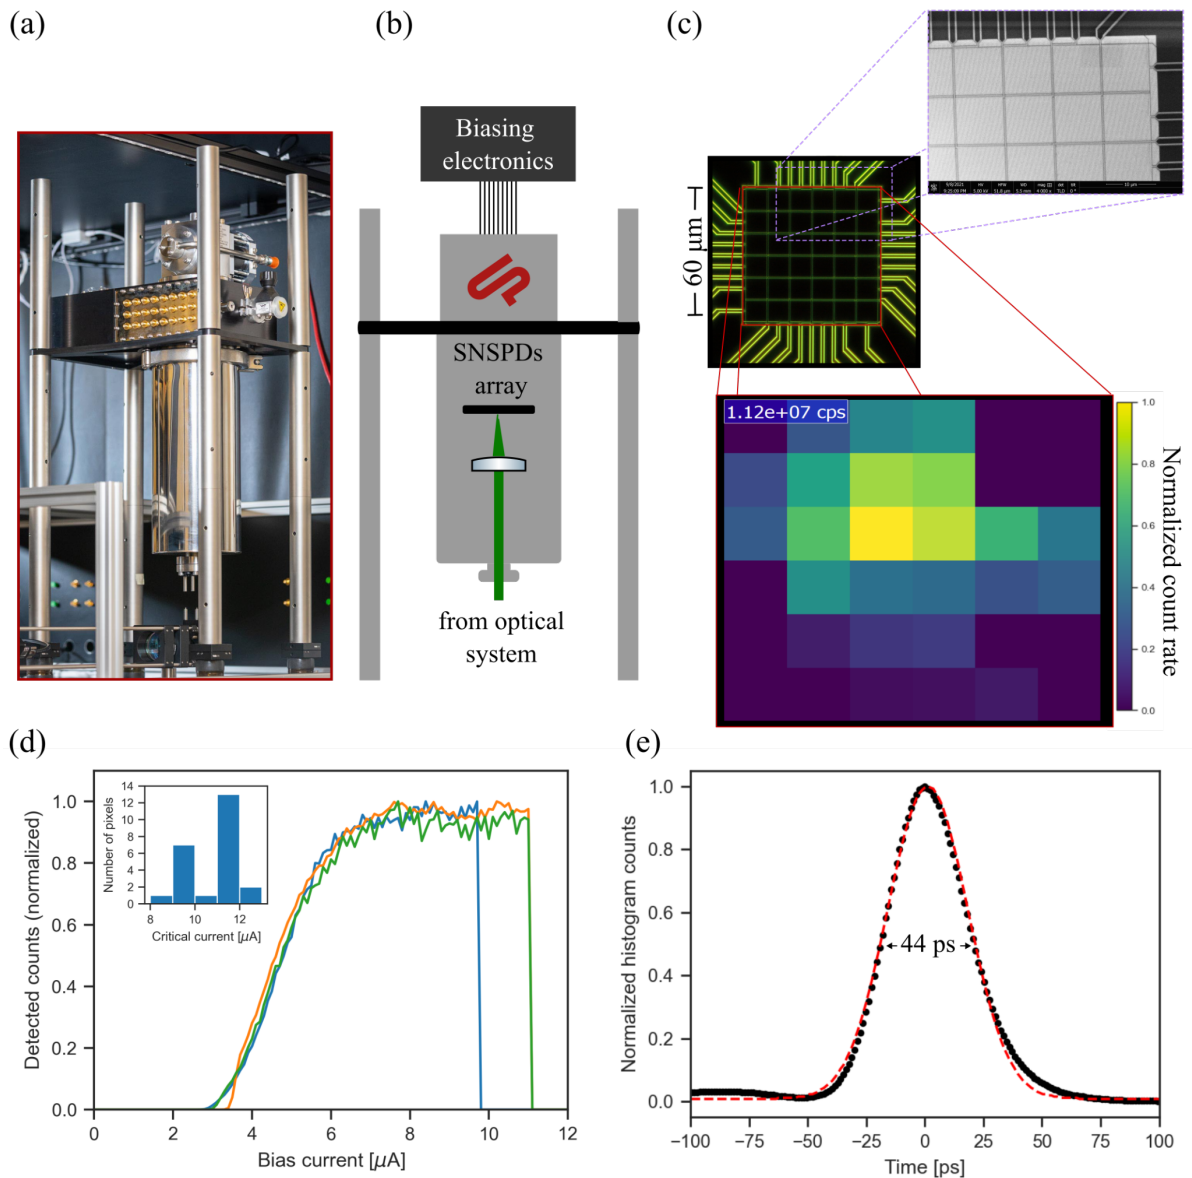 (a)
(b)
(c)
Biasing
electronics
SNSPDs
array
from optical
system
60 μm
10 μm
1.12e+07 cps
1.0
0.8
0.6
0.4
0.2
0.0
Normalized count rate
(d)
(e)
Detected counts (normalized)
1.0
0.8
0.6
0.4
0.2
0.0
0
2
4
6
8
10
12
Bias current [μA]
Number of pixels
14
12
10
8
6
4
2
0
8
10
12
Critical current [μA]
Normalized histogram counts
1.0
0.8
0.6
0.4
0.2
0.0
44 ps
−100
−75
−50
−25
0
25
50
75
100
Time [ps]